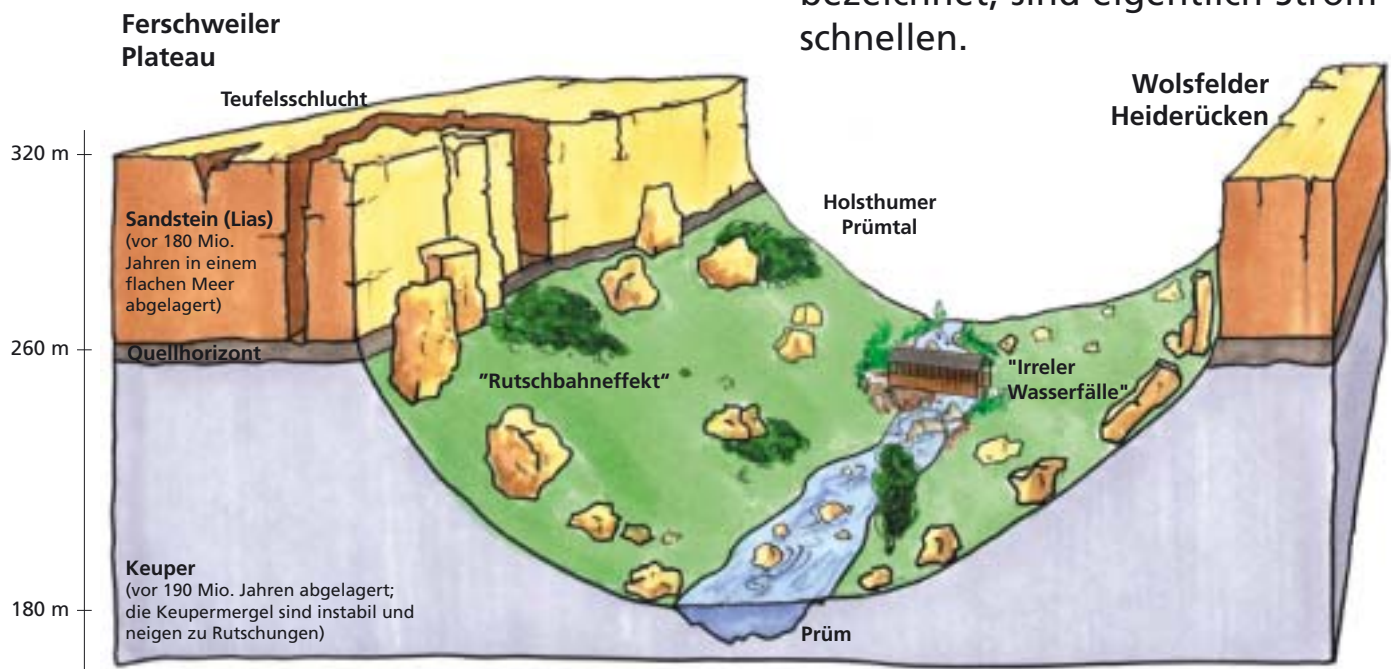 bezeichnet, sind eigentlich Strom-
schnellen.
Ferschweiler
Plateau
Teufelsschlucht
Wolsfelder
Heiderücken
320 m
Sandstein (Lias)
(vor 180 Mio.
Jahren in einem
flachen Meer
abgelagert)
Holsthumer
Prümtal
260 m
Quellhorizont
"Rutschbahneffekt“
"Irreler
Wasserfälle"
Keuper
(vor 190 Mio. Jahren abgelagert;
die Keupermergel sind instabil und
neigen zu Rutschungen)
180 m
Prüm